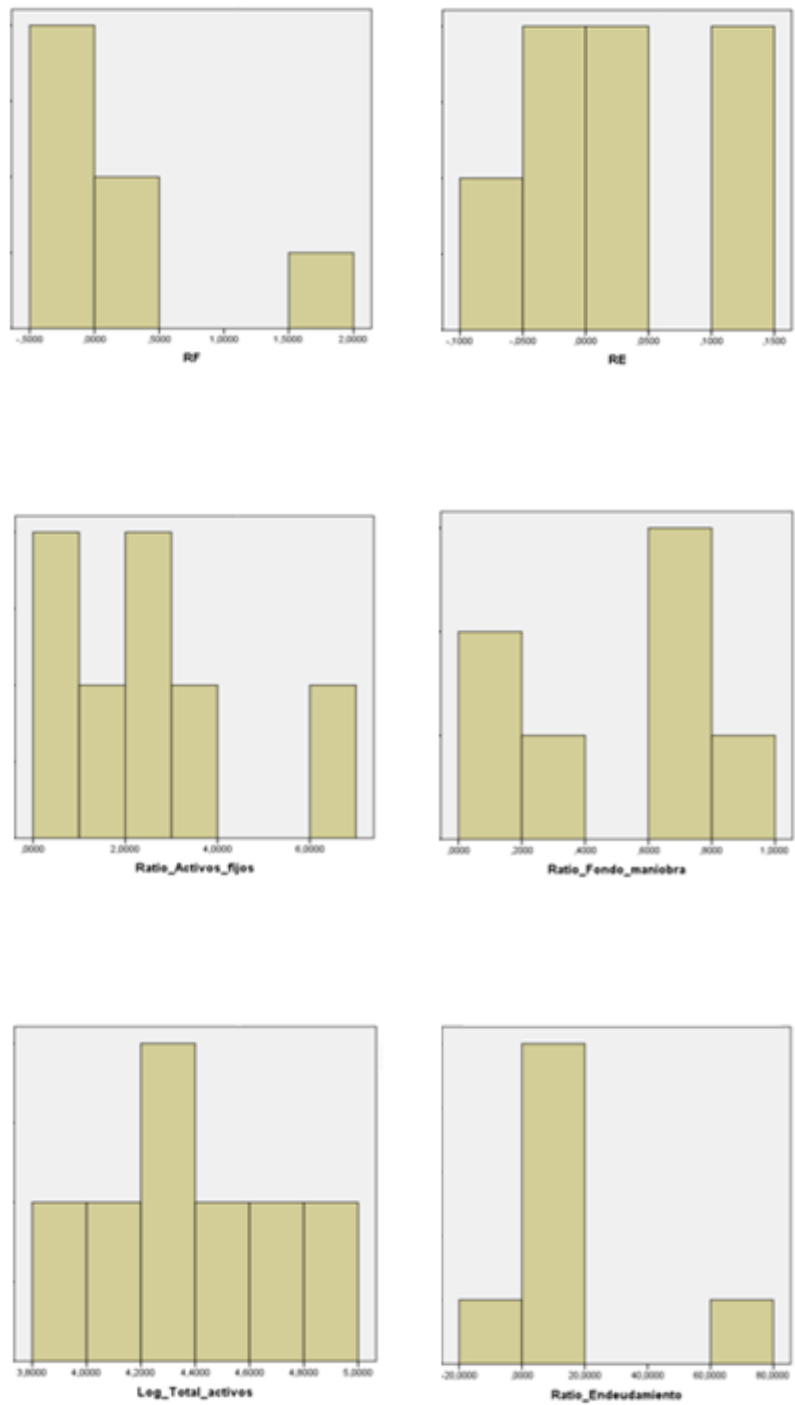 -,5000 ,0000 ,5000 1,0000 1,5000 2,0000
RF
-,1000 -,0500 ,0000 ,0500 ,1000 ,1500
RE
,0000 2,0000 4,0000 6,0000
Ratio_Activos_fijos
,0000 ,2000 ,4000 ,6000 ,8000 1,0000
Ratio_Fondo_maniobra
3,8000 4,0000 4,2000 4,4000 4,6000 4,8000 5,0000
Log_Total_activos
-20,0000 ,0000 20,0000 40,0000 60,0000 80,0000
Ratio_Endeudamiento